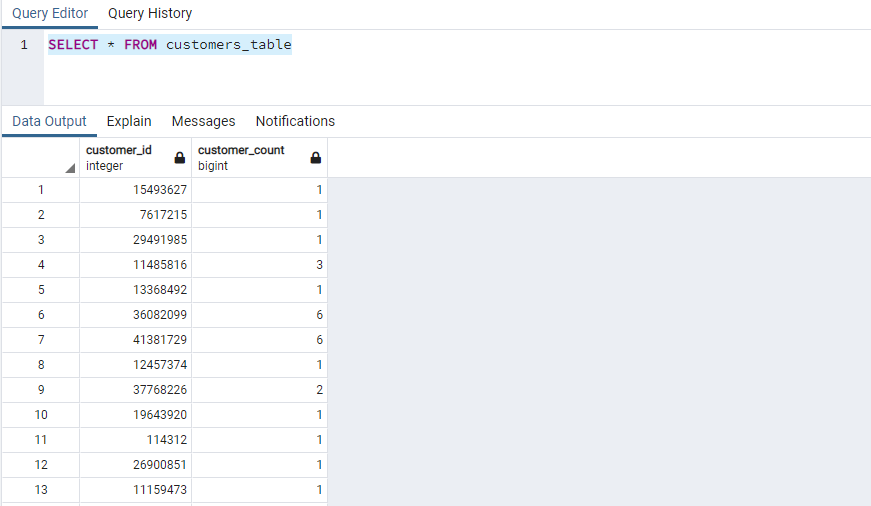 Query Editor Query History
1 SELECT * FROM customers_table
Data Output Explain Messages Notifications
customer_id customer_count
integer bigint
1 15493627 1
2 7617215 1
3 29491985 1
4 11485816 3
5 13368492 1
6 36082099 6
7 41381729 6
8 12457374 1
9 37768226 2
10 19643920 1
11 114312 1
12 26900851 1
13 11159473 1